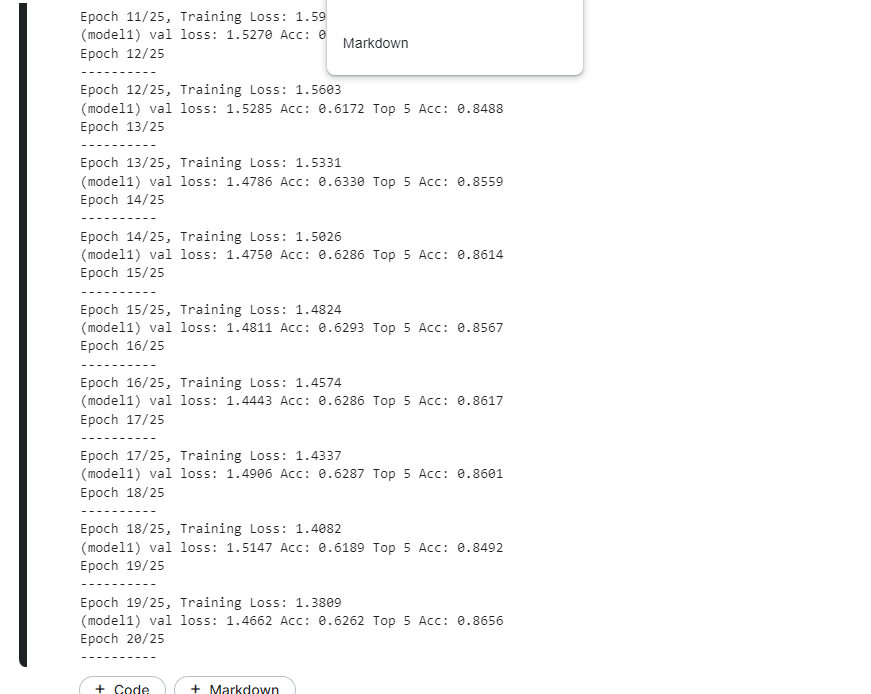 Epoch 11/25, Training Loss: 1.59
(model1) val loss: 1.5270 Acc: 0
Markdown
Epoch 12/25
----------
Epoch 12/25, Training Loss: 1.5603
(model1) val loss: 1.5285 Acc: 0.6172 Top 5 Acc: 0.8488
Epoch 13/25
----------
Epoch 13/25, Training Loss: 1.5331
(model1) val loss: 1.4786 Acc: 0.6330 Top 5 Acc: 0.8559
Epoch 14/25
----------
Epoch 14/25, Training Loss: 1.5026
(model1) val loss: 1.4750 Acc: 0.6286 Top 5 Acc: 0.8614
Epoch 15/25
----------
Epoch 15/25, Training Loss: 1.4824
(model1) val loss: 1.4811 Acc: 0.6293 Top 5 Acc: 0.8567
Epoch 16/25
----------
Epoch 16/25, Training Loss: 1.4574
(model1) val loss: 1.4443 Acc: 0.6286 Top 5 Acc: 0.8617
Epoch 17/25
----------
Epoch 17/25, Training Loss: 1.4337
(model1) val loss: 1.4906 Acc: 0.6287 Top 5 Acc: 0.8601
Epoch 18/25
----------
Epoch 18/25, Training Loss: 1.4082
(model1) val loss: 1.5147 Acc: 0.6189 Top 5 Acc: 0.8492
Epoch 19/25
----------
Epoch 19/25, Training Loss: 1.3809
(model1) val loss: 1.4662 Acc: 0.6262 Top 5 Acc: 0.8656
Epoch 20/25
----------
+ Code + Markdown